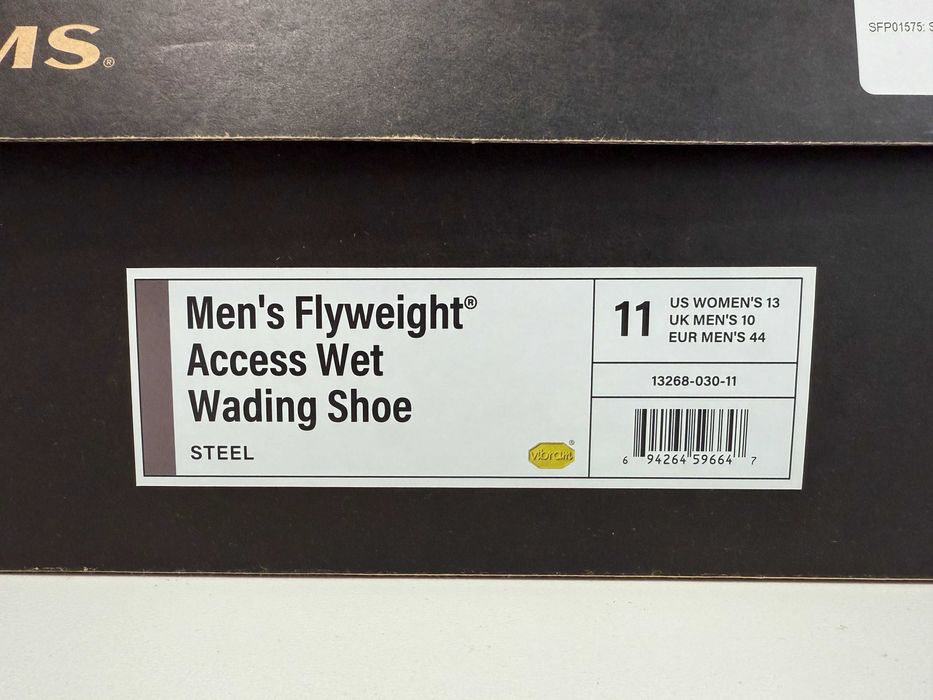 MS®
SFP01575: S
Men's Flyweight®
Access Wet
Wading Shoe
STEEL
vibram®
11
US WOMEN'S 13
UK MEN'S 10
EUR MEN'S 44
13268-030-11
6 94264 59664 7